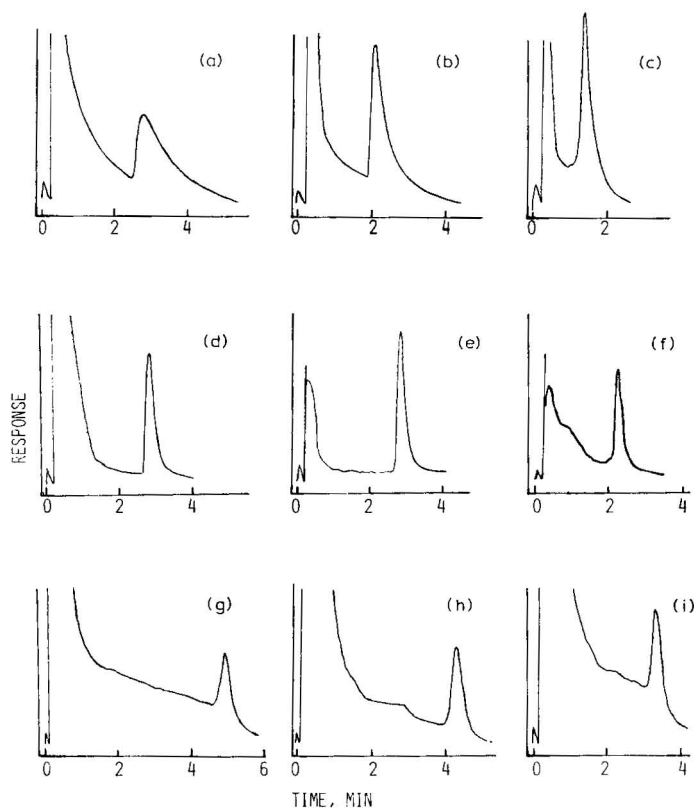 (a)
(b)
(c)
0 2 4
0 2 4
0 2
(d)
(e)
(f)
RESPONSE
0 2 4
0 2 4
0 2 4
(g)
(h)
(i)
0 2 4 6
0 2 4
0 2 4
TIME, MIN